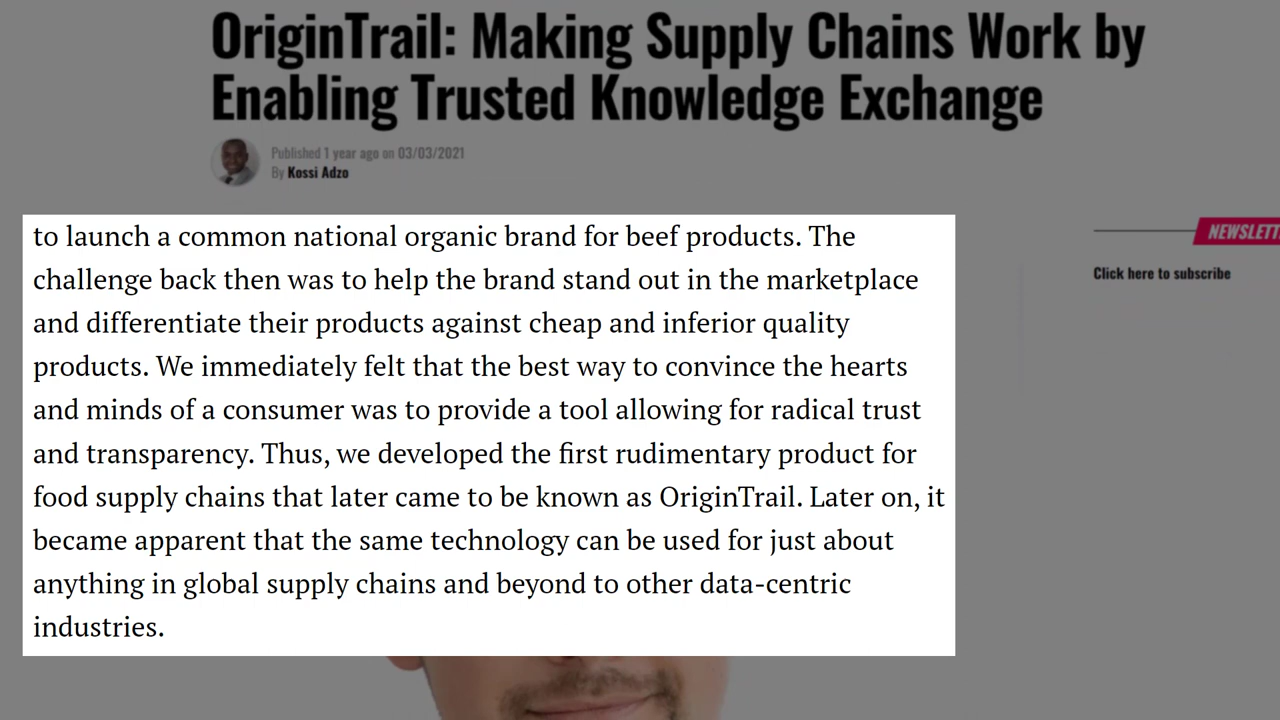 OriginTrail: Making Supply Chains Work by
Enabling Trusted Knowledge Exchange
Published 1 year ago on 03/03/2021
By Kossi Adzo
to launch a common national organic brand for beef products. The
challenge back then was to help the brand stand out in the marketplace
and differentiate their products against cheap and inferior quality
products. We immediately felt that the best way to convince the hearts
and minds of a consumer was to provide a tool allowing for radical trust
and transparency. Thus, we developed the first rudimentary product for
food supply chains that later came to be known as OriginTrail. Later on, it
became apparent that the same technology can be used for just about
anything in global supply chains and beyond to other data-centric
industries.
NEWSLETT
Click here to subscribe